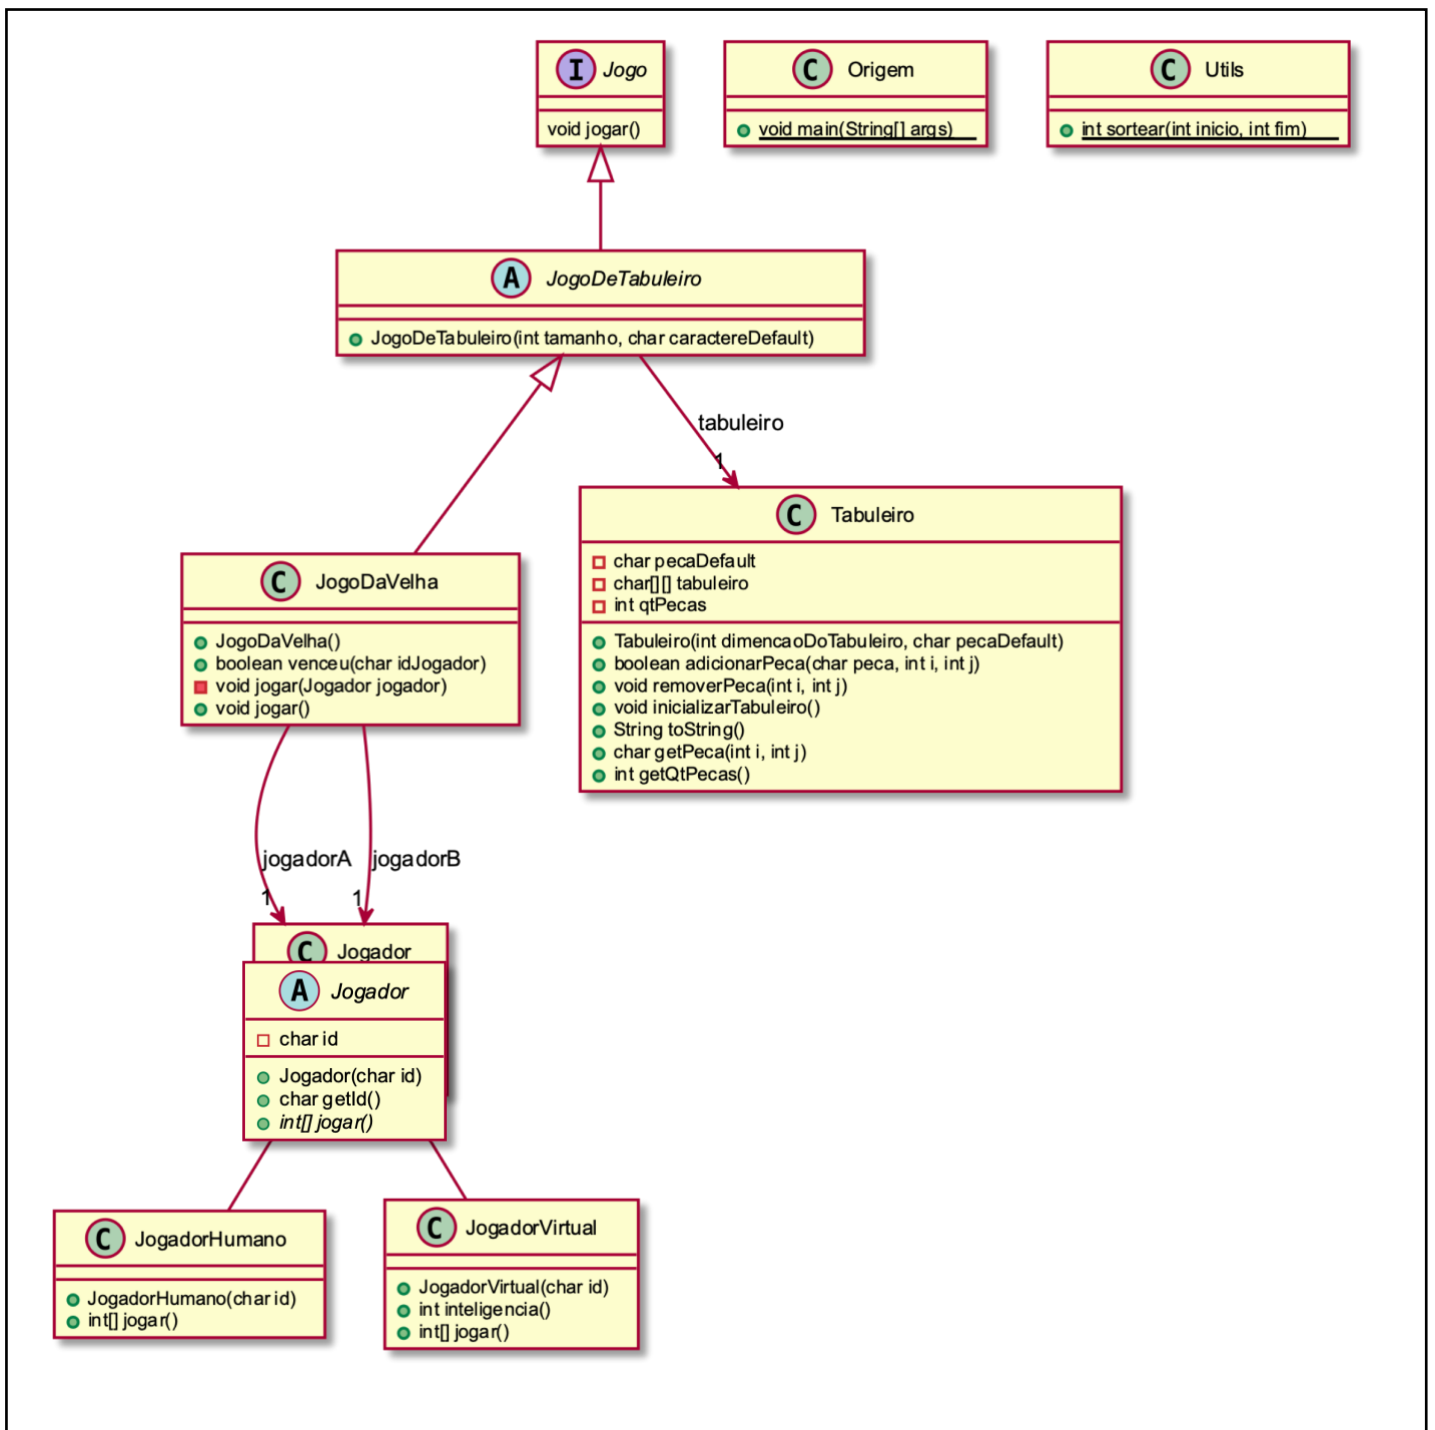 I Jogo
void jogar()
C Origem
void main(String[] args)
C Utils
int sortear(int inicio, int fim)
A JogoDeTabuleiro
JogoDeTabuleiro(int tamanho, char caractereDefault)
tabuleiro
1
C Tabuleiro
char pecaDefault
char[][] tabuleiro
int qtPecas
Tabuleiro(int dimencaoDoTabuleiro, char pecaDefault)
boolean adicionarPeca(char peca, int i, int j)
void removerPeca(int i, int j)
void inicializarTabuleiro()
String toString()
char getPeca(int i, int j)
int getQtPecas()
C JogoDaVelha
JogoDaVelha()
boolean venceu(char idJogador)
void jogar(Jogador jogador)
void jogar()
jogadorA
jogadorB
1
1
C Jogador
A Jogador
char id
Jogador(char id)
char getId()
int[] jogar()
C JogadorHumano
JogadorHumano(char id)
int[] jogar()
C JogadorVirtual
JogadorVirtual(char id)
int inteligencia()
int[] jogar()